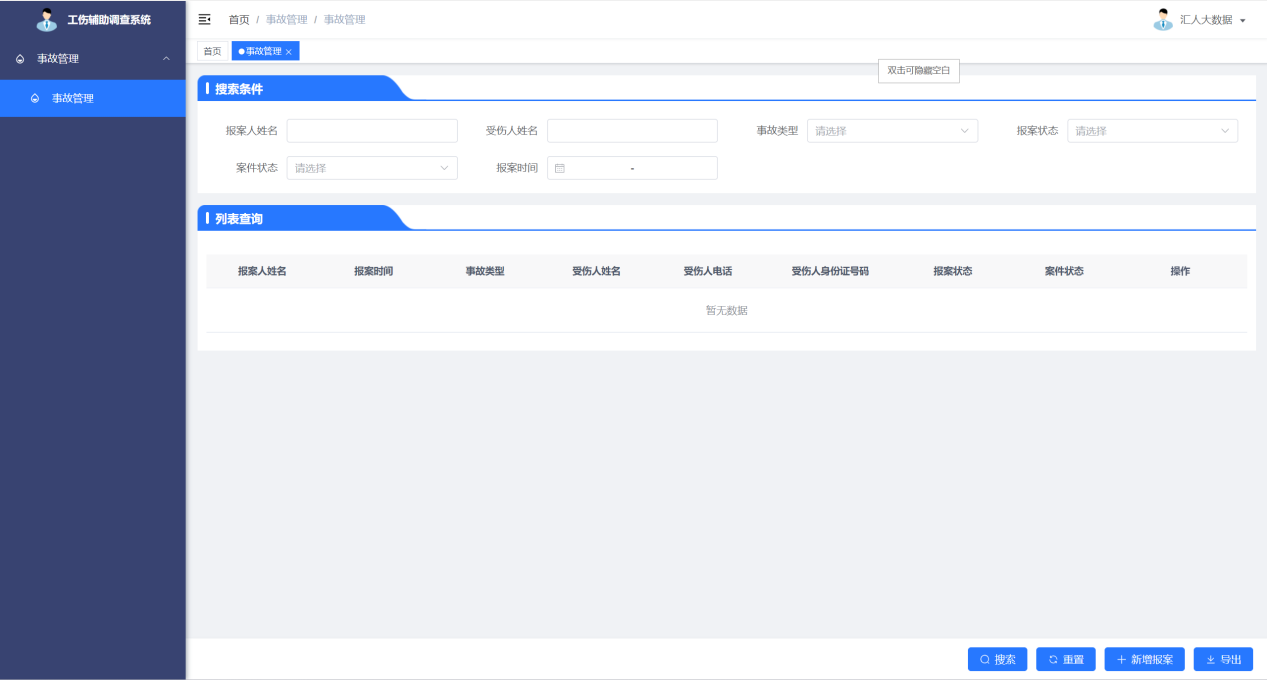 工伤辅助调查系统
首页 / 事故管理 / 事故管理
汇人大数据
事故管理
事故管理
首页
事故管理
双击可隐藏空白
搜索条件
报案人姓名
受伤人姓名
事故类型 请选择
报案状态 请选择
案件状态 请选择
报案时间 -
列表查询
报案人姓名 报案时间 事故类型 受伤人姓名 受伤人电话 受伤人身份证号码 报案状态 案件状态 操作
暂无数据
搜索 重置 新增报案 导出